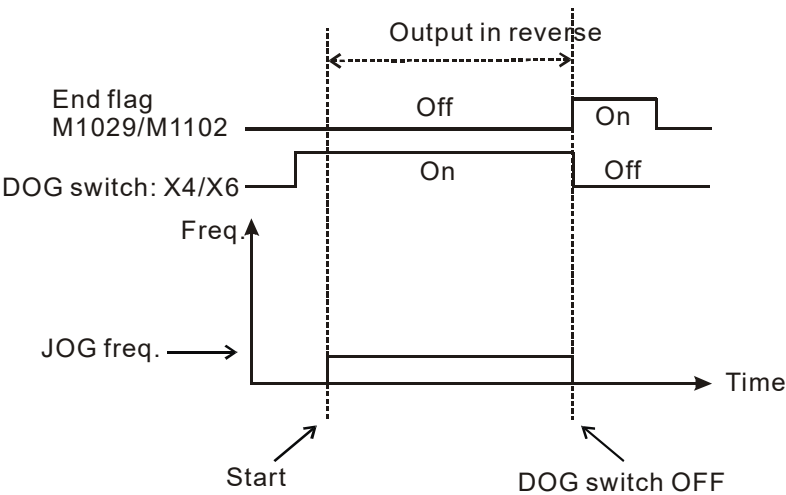 Output in reverse
End flag
M1029/M1102
Off
On
DOG switch: X4/X6
On
Off
Freq.
JOG freq.
Time
Start
DOG switch OFF